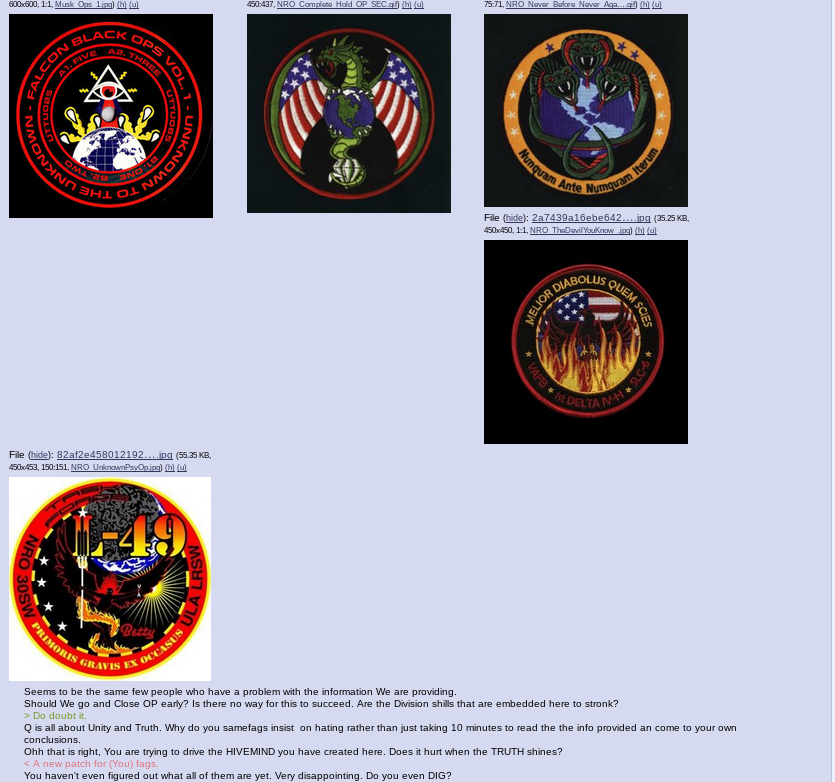 600x600, 1:1, Musk_Ops_1.jpg) (h) (u)
450:437, NRO_Complete_Hold_OP_SEC.gif) (h) (u)
75:71, NRO_Never_Before_Never_Aga….gif) (h) (u)
- FALCON BLACK OPS VOL. 1 - UNKNOWN TO THE UNKNOWN
A1. FIVE A2. THREE
UTTUOBS
UTTUOBS
B1. ONE B2. TWO
Nunquam Ante Numquam Iterum
File (hide): 2a7439a16ebe642….jpg (35.25 KB,
450x450, 1:1, NRO_TheDevilYouKnow_.jpg) (h) (u)
MELIOR DIABOLUS QUEM SCIES
VAFB 1st DELTA IV-H SLC-6
File (hide): 82af2e458012192….jpg (55.35 KB,
450x453, 150:151, NRO_UnknownPsyOp.jpg) (h) (u)
TASK FORCE
L-49
NRO 30SW
ULA LRSW
Betty
PRIMORIS GRAVIS EX OCCASUS
Seems to be the same few people who have a problem with the information We are providing.
Should We go and Close OP early? Is there no way for this to succeed. Are the Division shills that are embedded here to stronk?
> Do doubt it.
Q is all about Unity and Truth. Why do you samefags insist on hating rather than just taking 10 minutes to read the the info provided an come to your own
conclusions.
Ohh that is right, You are trying to drive the HIVEMIND you have created here. Does it hurt when the TRUTH shines?
< A new patch for (You) fags.
You haven't even figured out what all of them are yet. Very disappointing. Do you even DIG?